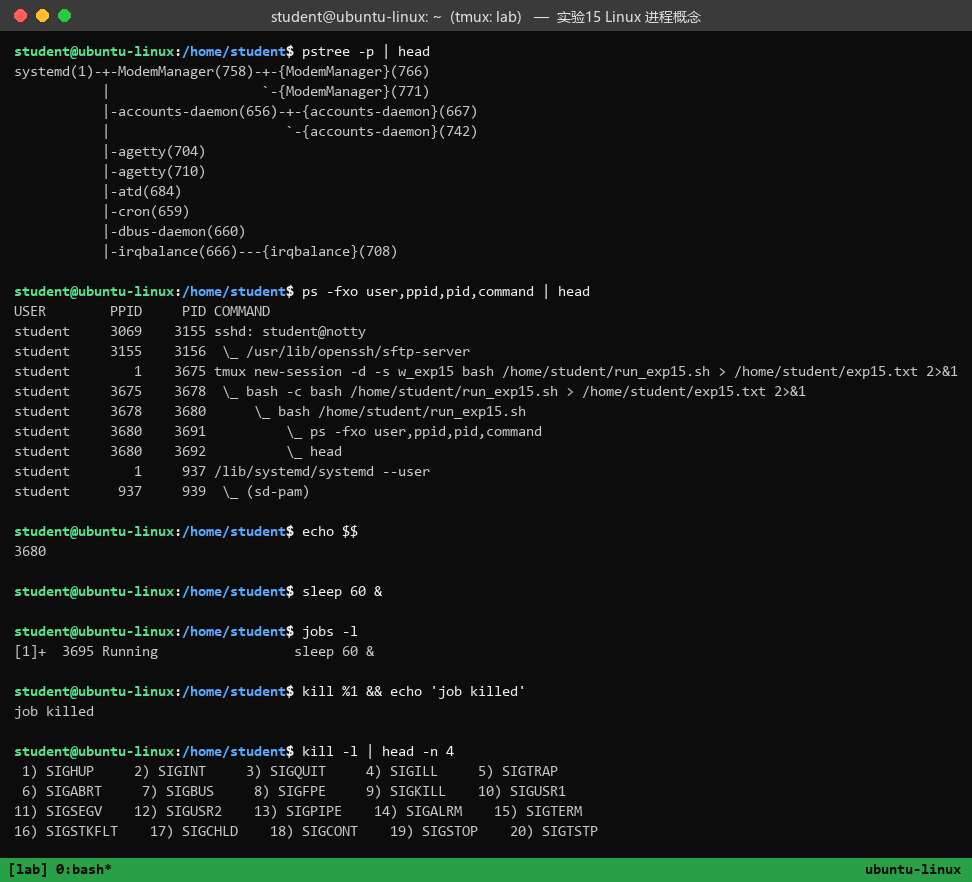 student@ubuntu-linux: ~  (tmux: lab)  — 实验15 Linux 进程概念
student@ubuntu-linux:/home/student$ pstree -p | head
systemd(1)-+-ModemManager(758)-+-{ModemManager}(766)
           |                   `-{ModemManager}(771)
           |-accounts-daemon(656)-+-{accounts-daemon}(667)
           |                      `-{accounts-daemon}(742)
           |-agetty(704)
           |-agetty(710)
           |-atd(684)
           |-cron(659)
           |-dbus-daemon(660)
           |-irqbalance(666)---{irqbalance}(708)
student@ubuntu-linux:/home/student$ ps -fxo user,ppid,pid,command | head
USER        PPID     PID COMMAND
student     3069    3155 sshd: student@notty
student     3155    3156  \_ /usr/lib/openssh/sftp-server
student        1    3675 tmux new-session -d -s w_exp15 bash /home/student/run_exp15.sh > /home/student/exp15.txt 2>&1
student     3675    3678  \_ bash -c bash /home/student/run_exp15.sh > /home/student/exp15.txt 2>&1
student     3678    3680      \_ bash /home/student/run_exp15.sh
student     3680    3691          \_ ps -fxo user,ppid,pid,command
student     3680    3692          \_ head
student        1     937 /lib/systemd/systemd --user
student      937     939  \_ (sd-pam)
student@ubuntu-linux:/home/student$ echo $$
3680
student@ubuntu-linux:/home/student$ sleep 60 &
student@ubuntu-linux:/home/student$ jobs -l
[1]+  3695 Running                 sleep 60 &
student@ubuntu-linux:/home/student$ kill %1 && echo 'job killed'
job killed
student@ubuntu-linux:/home/student$ kill -l | head -n 4
 1) SIGHUP     2) SIGINT     3) SIGQUIT     4) SIGILL     5) SIGTRAP
 6) SIGABRT     7) SIGBUS     8) SIGFPE     9) SIGKILL    10) SIGUSR1
11) SIGSEGV    12) SIGUSR2    13) SIGPIPE    14) SIGALRM    15) SIGTERM
16) SIGSTKFLT    17) SIGCHLD    18) SIGCONT    19) SIGSTOP    20) SIGTSTP
[lab] 0:bash*    ubuntu-linux